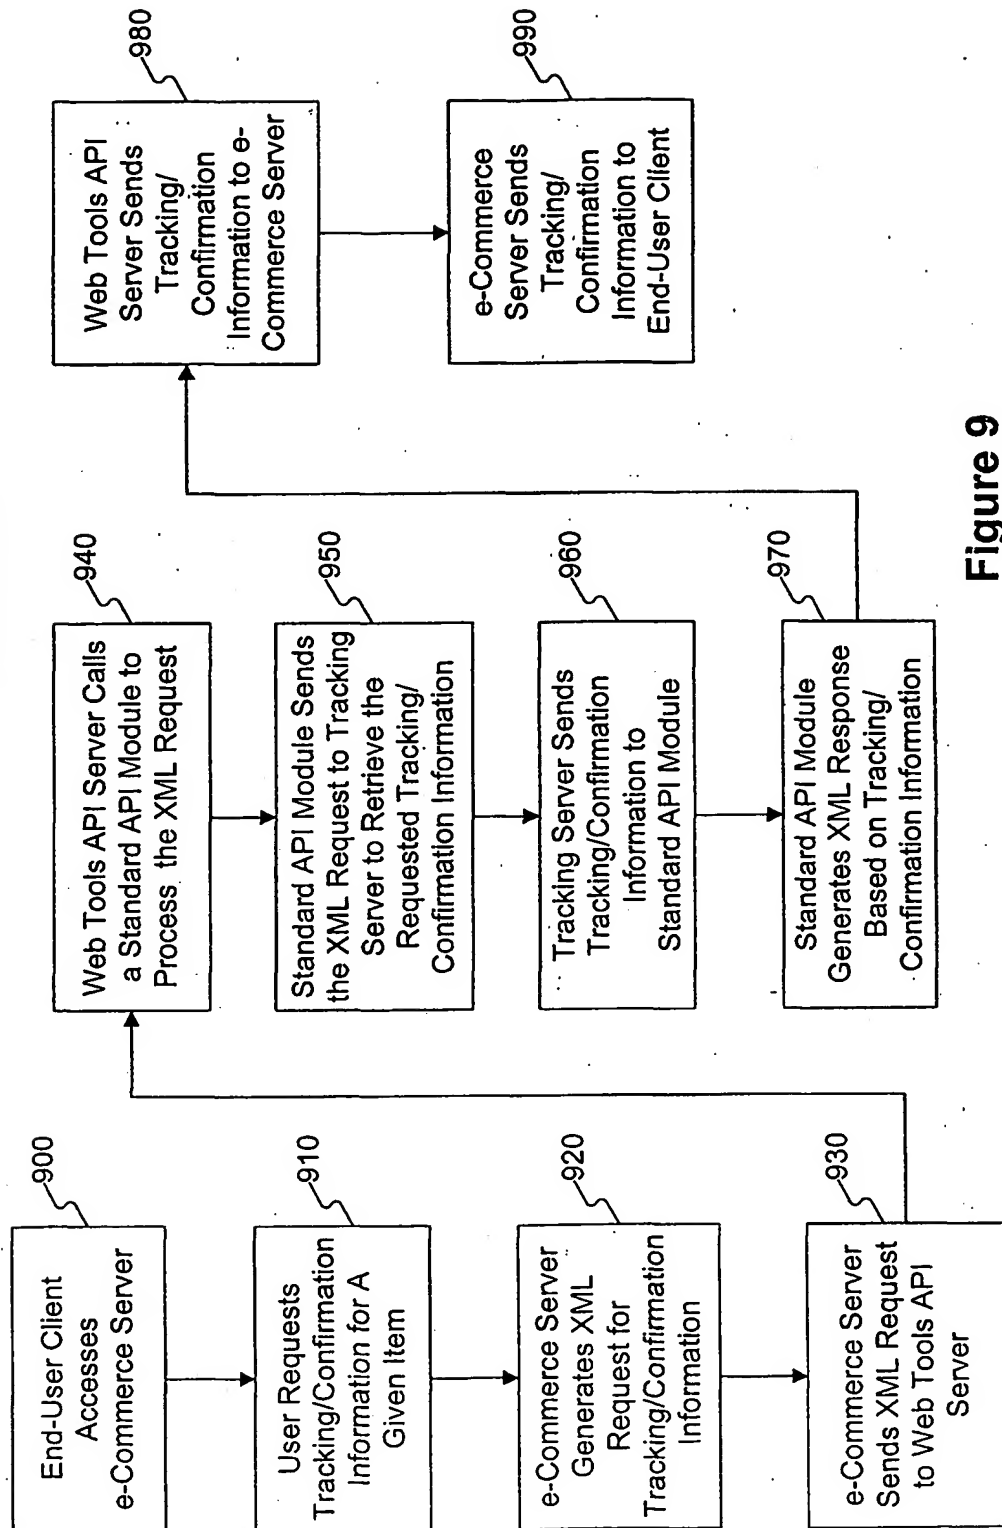 End-User Client
Accesses
e-Commerce Server
900
User Requests
Tracking/Confirmation
Information for A
Given Item
910
e-Commerce Server
Generates XML
Request for
Tracking/Confirmation
Information
920
e-Commerce Server
Sends XML Request
to Web Tools API
Server
930
Web Tools API Server Calls
a Standard API Module to
Process the XML Request
940
Standard API Module Sends
the XML Request to Tracking
Server to Retrieve the
Requested Tracking/
Confirmation Information
950
Tracking Server Sends
Tracking/Confirmation
Information to
Standard API Module
960
Standard API Module
Generates XML Response
Based on Tracking/
Confirmation Information
970
Web Tools API
Server Sends
Tracking/
Confirmation
Information to e-
Commerce Server
980
e-Commerce
Server Sends
Tracking/
Confirmation
Information to
End-User Client
990
Figure 9